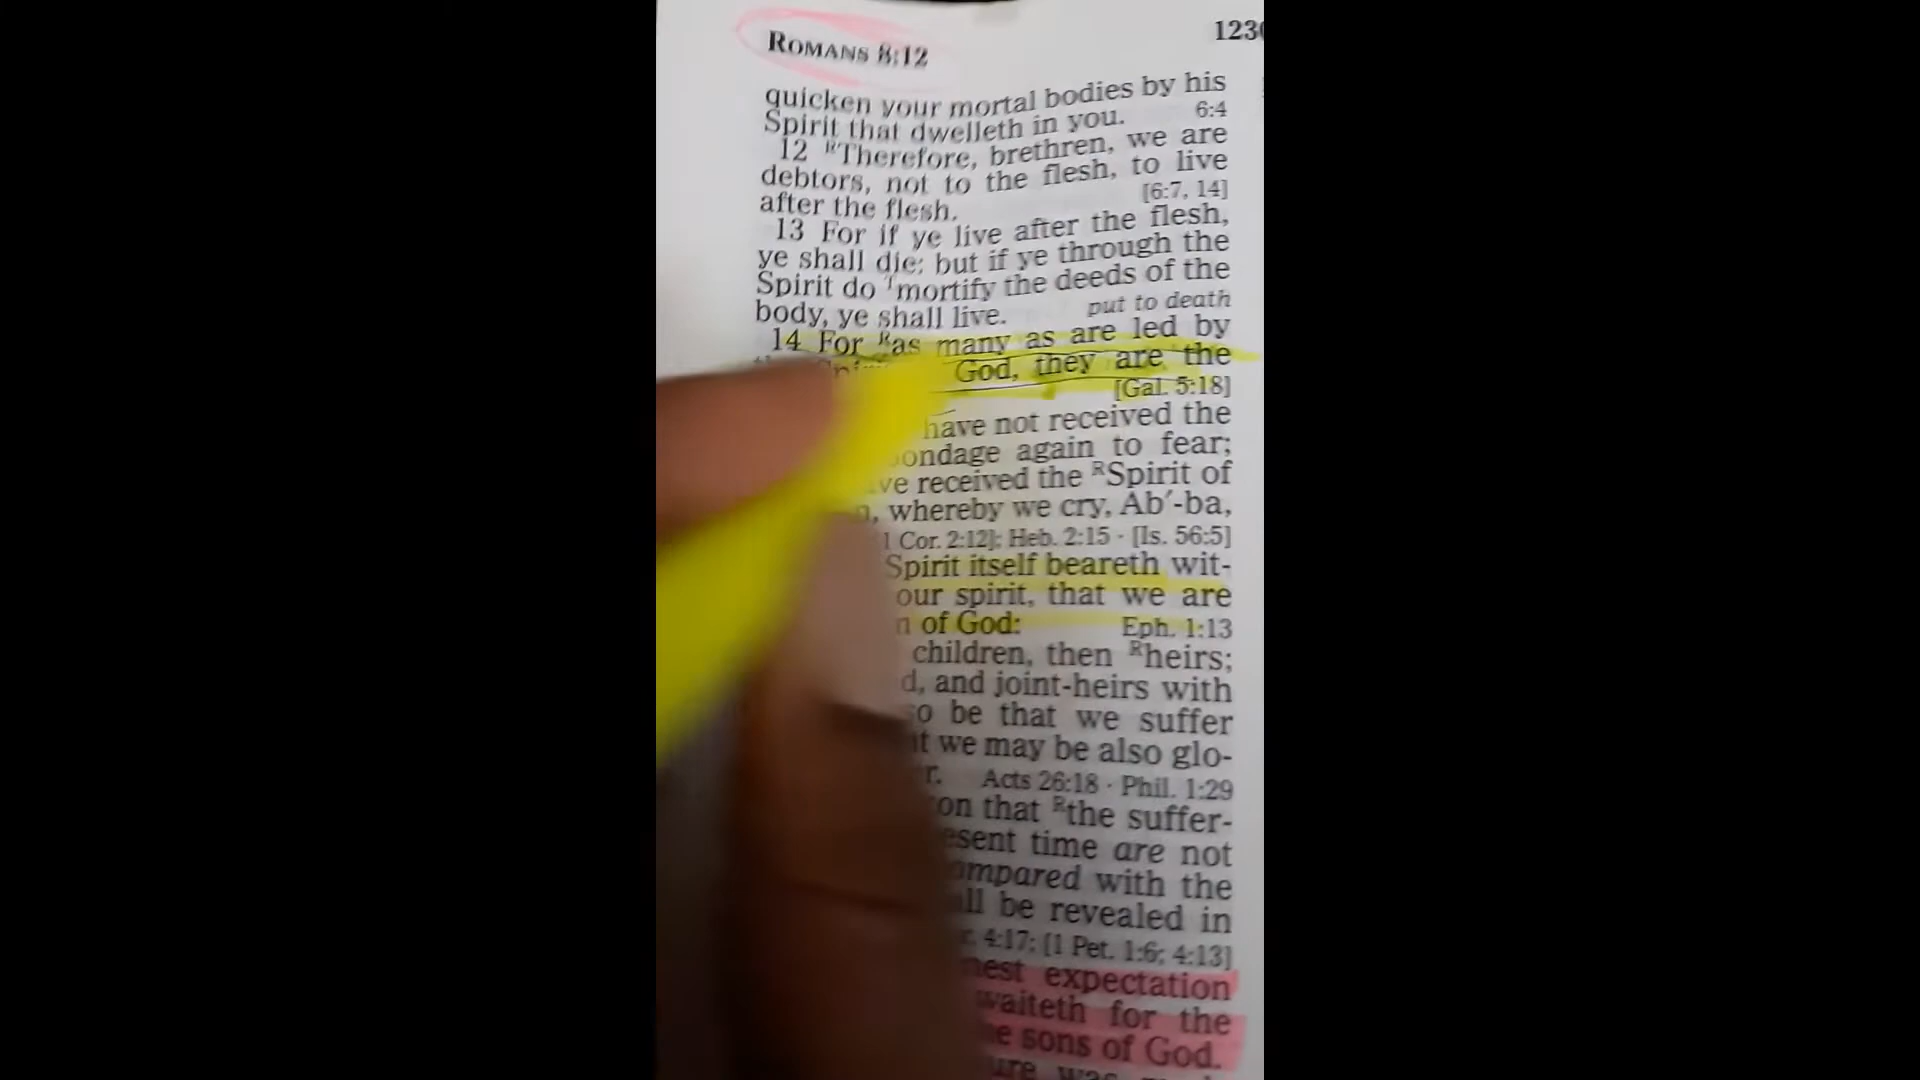 ROMANS 8:12
123
quicken your mortal bodies by his
Spirit that dwelleth in you. 6:4
12 RTherefore, brethren, we are
debtors, not to the flesh, to live
after the flesh. [6:7, 14]
13 For if ye live after the flesh,
ye shall die: but if ye through the
Spirit do Tmortify the deeds of the
body, ye shall live. put to death
14 For Ras many as are led by
God, they are the
[Gal. 5:18]
have not received the
bondage again to fear;
received the RSpirit of
whereby we cry, Ab′-ba,
1 Cor. 2:12]; Heb. 2:15 · [Is. 56:5]
Spirit itself beareth wit-
our spirit, that we are
of God: Eph. 1:13
children, then Rheirs;
and joint-heirs with
so be that we suffer
we may be also glo-
Acts 26:18 · Phil. 1:29
that Rthe suffer-
time are not
with the
be revealed in
4:17; [1 Pet. 1:6; 4:13]
expectation
waiteth for the
sons of God.